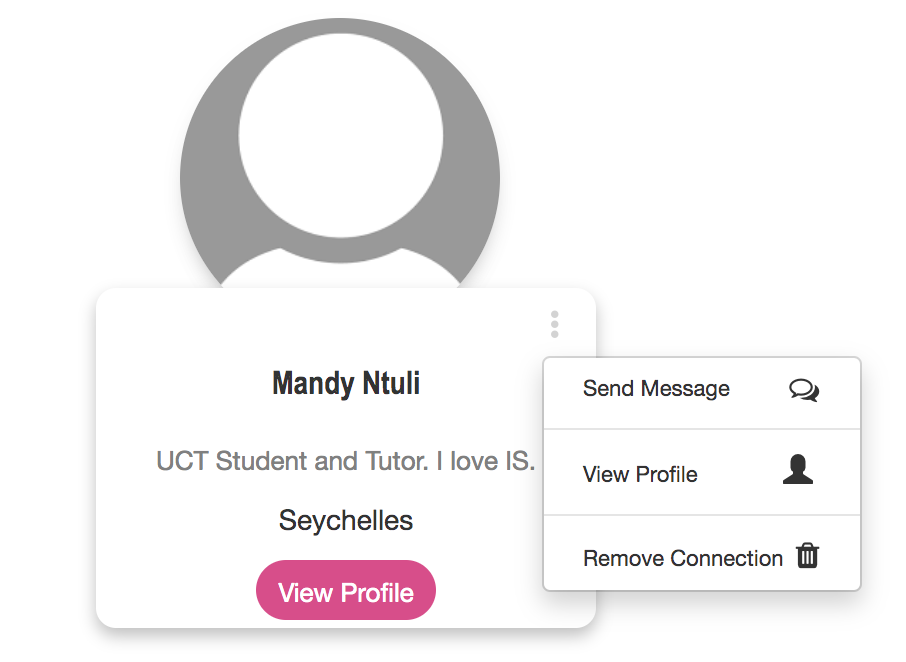 Mandy Ntuli
UCT Student and Tutor. I love IS.
Seychelles
View Profile
Send Message
View Profile
Remove Connection